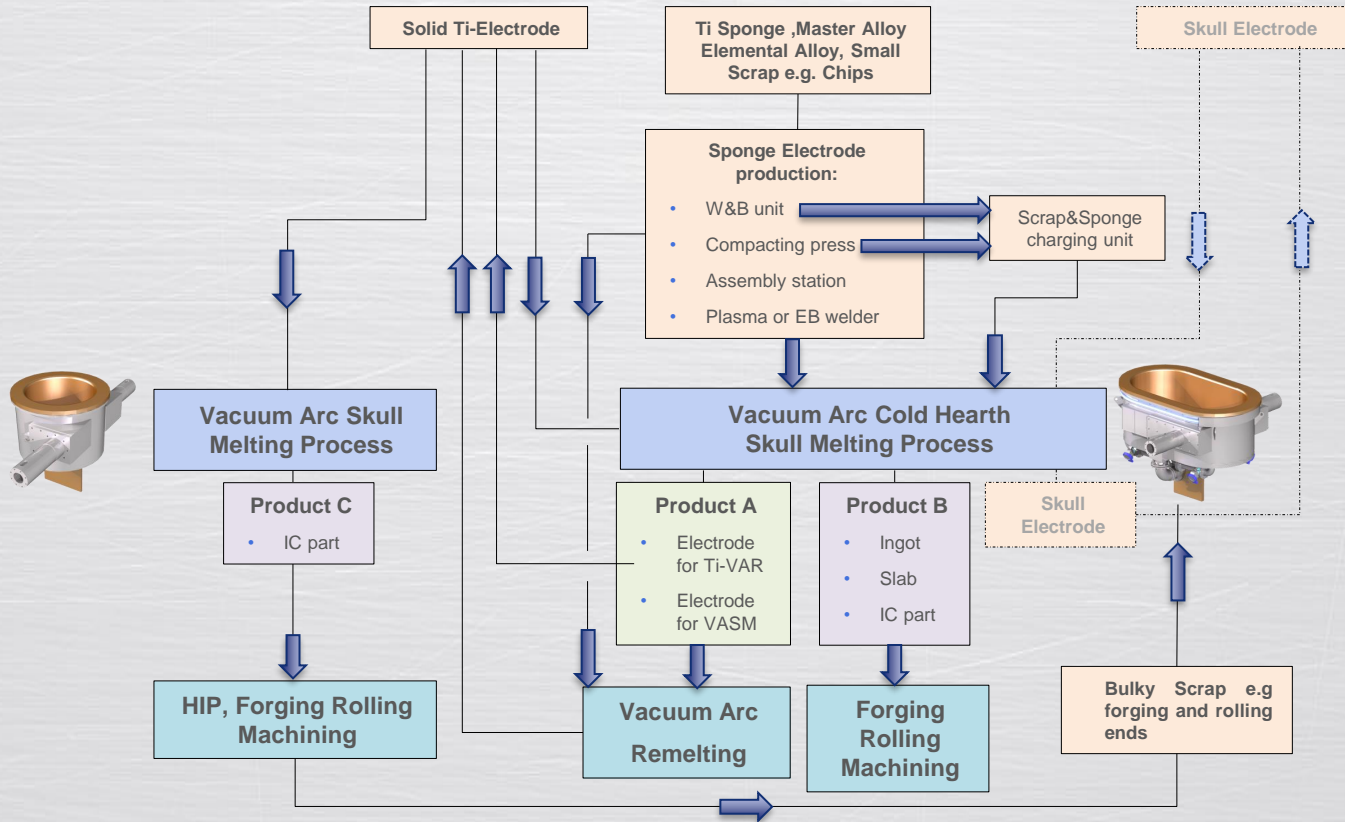 Solid Ti-Electrode
Ti Sponge ,Master Alloy
Elemental Alloy, Small
Scrap e.g. Chips
Skull Electrode
Sponge Electrode
production:
• W&B unit
• Compacting press
• Assembly station
• Plasma or EB welder
Scrap&Sponge
charging unit
Vacuum Arc Skull
Melting Process
Vacuum Arc Cold Hearth
Skull Melting Process
Product C
• IC part
Product A
• Electrode
for Ti-VAR
• Electrode
for VASM
Product B
• Ingot
• Slab
• IC part
Skull
Electrode
HIP, Forging Rolling
Machining
Vacuum Arc
Remelting
Forging
Rolling
Machining
Bulky Scrap e.g
forging and rolling
ends